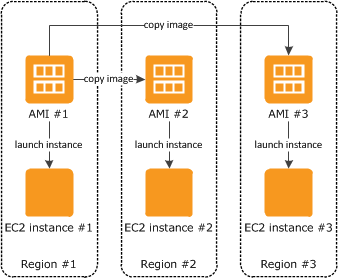 copy image
copy image
AMI #1 AMI #2 AMI #3
launch instance launch instance launch instance
EC2 instance #1 EC2 instance #2 EC2 instance #3
Region #1 Region #2 Region #3